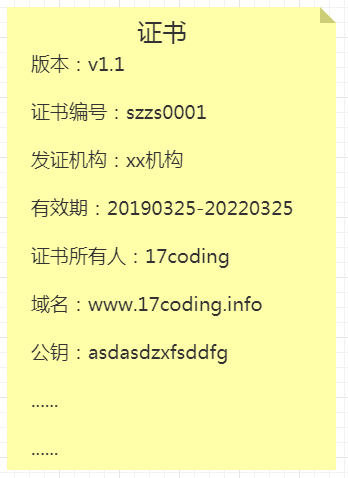 证书
版本：v1.1
证书编号：szzs0001
发证机构：xx机构
有效期：20190325-20220325
证书所有人：17coding
域名：www.17coding.info
公钥：asdasdzxfsddfg
......
......